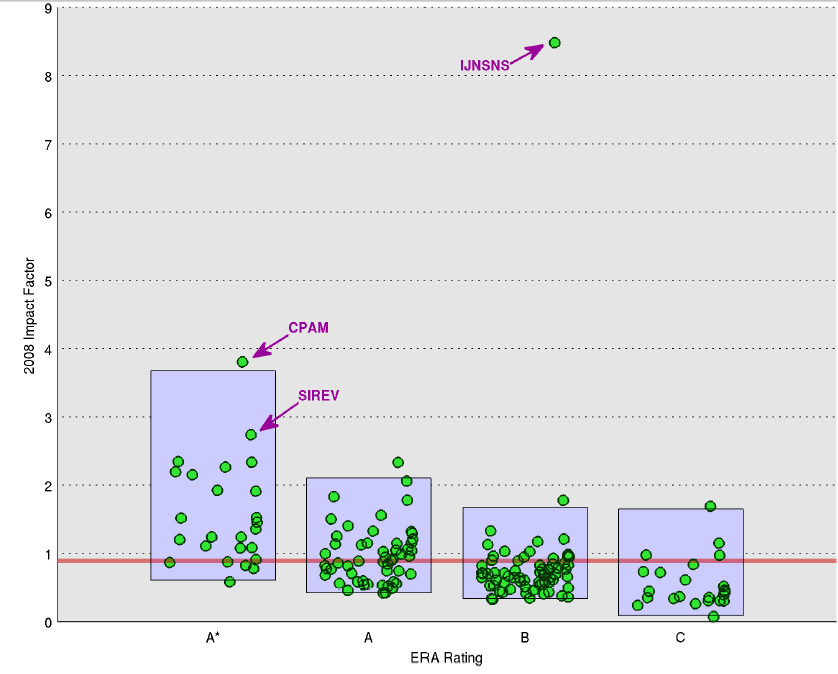 9
IJNSNS
8
7
6
5
2008 Impact Factor
CPAM
4
SIREV
3
2
1
0
A* A B C
ERA Rating